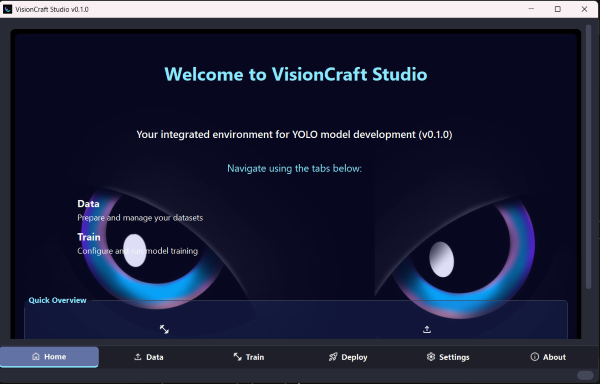 VisionCraft Studio v0.1.0
Welcome to VisionCraft Studio
Your integrated environment for YOLO model development (v0.1.0)
Navigate using the tabs below:
Data
Prepare and manage your datasets
Train
Configure and run model training
Quick Overview
Home Data Train Deploy Settings About